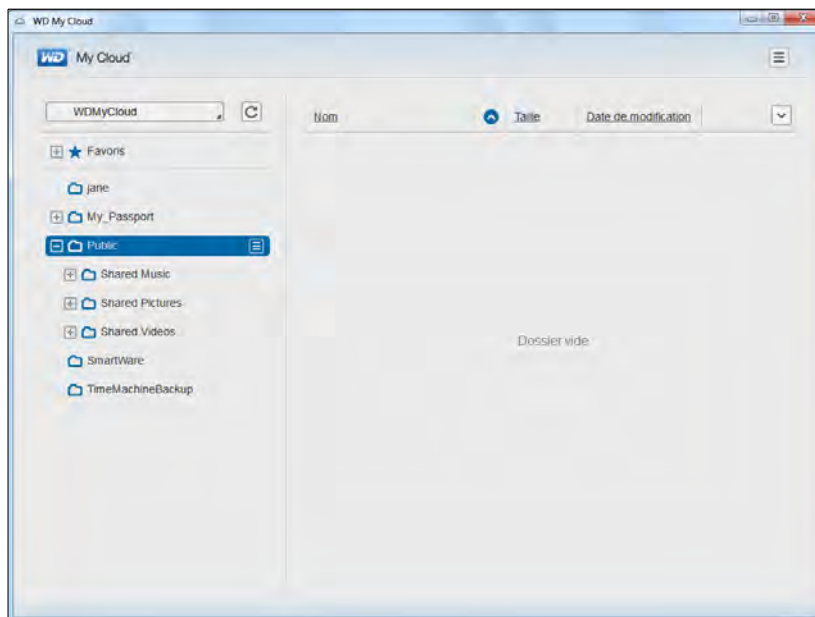 WD My Cloud
WD My Cloud
WDMyCloud
Nom Taille Date de modification
Favoris
jane
My_Passport
Public
Shared Music
Shared Pictures
Shared Videos
SmartWare
TimeMachineBackup
Dossier vide